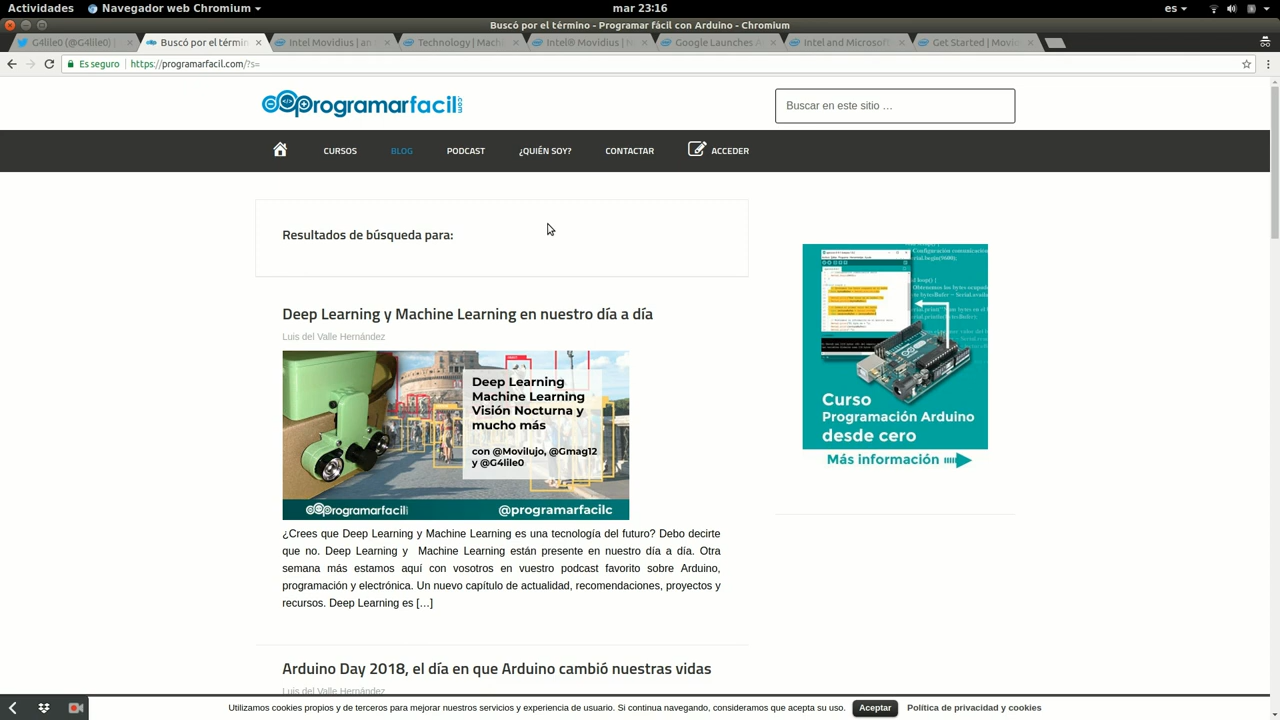 Actividades
Navegador web Chromium
mar 23:16
es
Buscó por el término - Programar fácil con Arduino - Chromium
G4lile0 (@G4lile0)
Buscó por el términ
Intel Movidius | an
Technology | Mach
Intel® Movidius |
Google Launches A
Intel and Microsof
Get Started | Movi
Es seguro
https://programarfacil.com/?s=
programarfacil.com
Buscar en este sitio …
CURSOS
BLOG
PODCAST
¿QUIÉN SOY?
CONTACTAR
ACCEDER
Resultados de búsqueda para:
Deep Learning y Machine Learning en nuestro día a día
Luis del Valle Hernández
Deep Learning
Machine Learning
Visión Nocturna y
mucho más
con @Movilujo, @Gmag12
y @G4lile0
programarfacil
@programarfacilc
¿Crees que Deep Learning y Machine Learning es una tecnología del futuro? Debo decirte
que no. Deep Learning y Machine Learning están presente en nuestro día a día. Otra
semana más estamos aquí con vosotros en vuestro podcast favorito sobre Arduino,
programación y electrónica. Un nuevo capítulo de actualidad, recomendaciones, proyectos y
recursos. Deep Learning es […]
Arduino Day 2018, el día en que Arduino cambió nuestras vidas
Luis del Valle Hernández
Curso
Programación Arduino
desde cero
Más información
Utilizamos cookies propios y de terceros para mejorar nuestros servicios y experiencia de usuario. Si continua navegando, consideramos que acepta su uso.
Aceptar
Política de privacidad y cookies